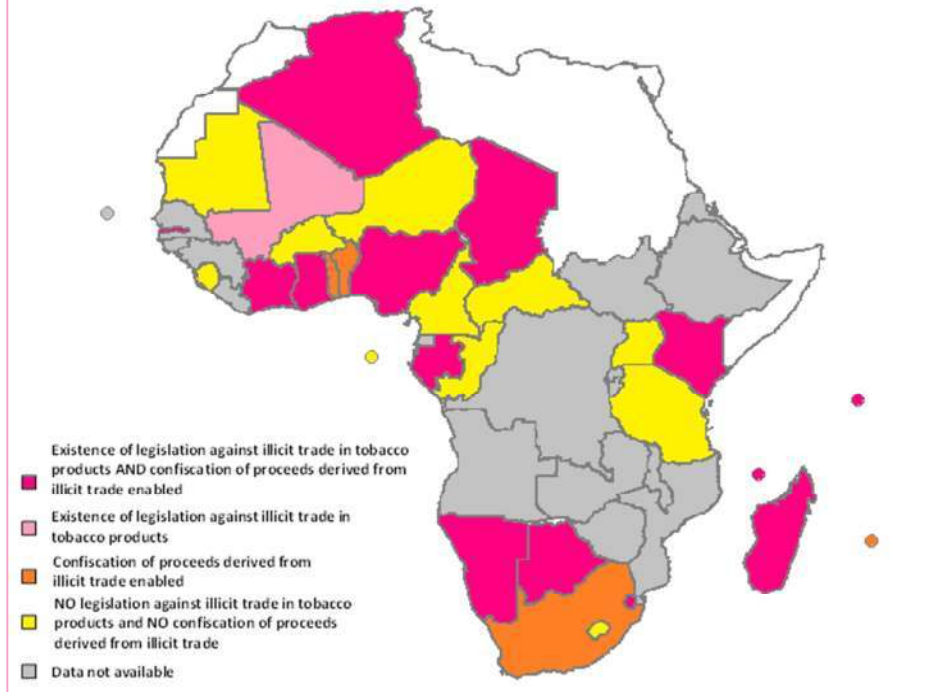 Existence of legislation against illicit trade in tobacco
products AND confiscation of proceeds derived from
illicit trade enabled
Existence of legislation against illicit trade in
tobacco products
Confiscation of proceeds derived from
illicit trade enabled
NO legislation against illicit trade in tobacco
products and NO confiscation of proceeds
derived from illicit trade
Data not available